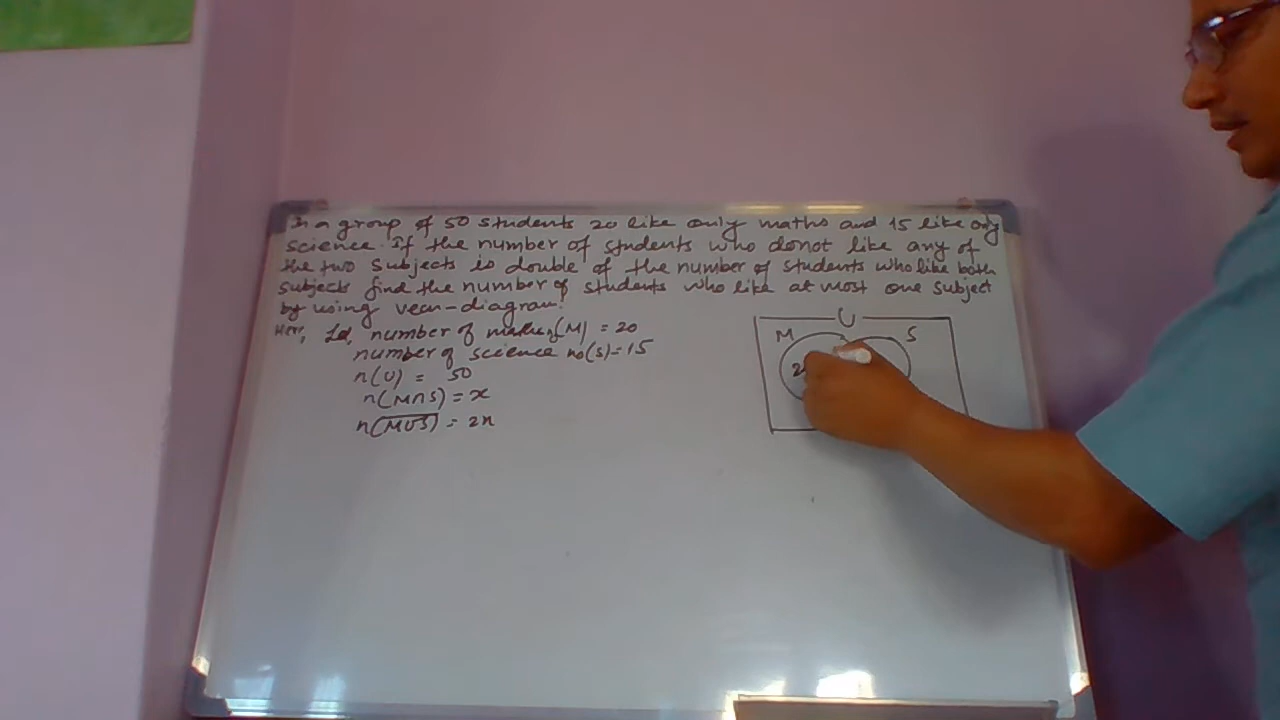 In a group of 50 students 20 like only maths and 15 like only
science. If the number of students who donot like any of
the two subjects is double of the number of students who like both
subjects find the number of students who like at most one subject
by using venn-diagram.
Here, Let, number of maths n(M) = 20
number of science no(S) = 15
n(U) = 50
n(M∩S) = x
n(M∪S)‾ = 2x
U
M S
2